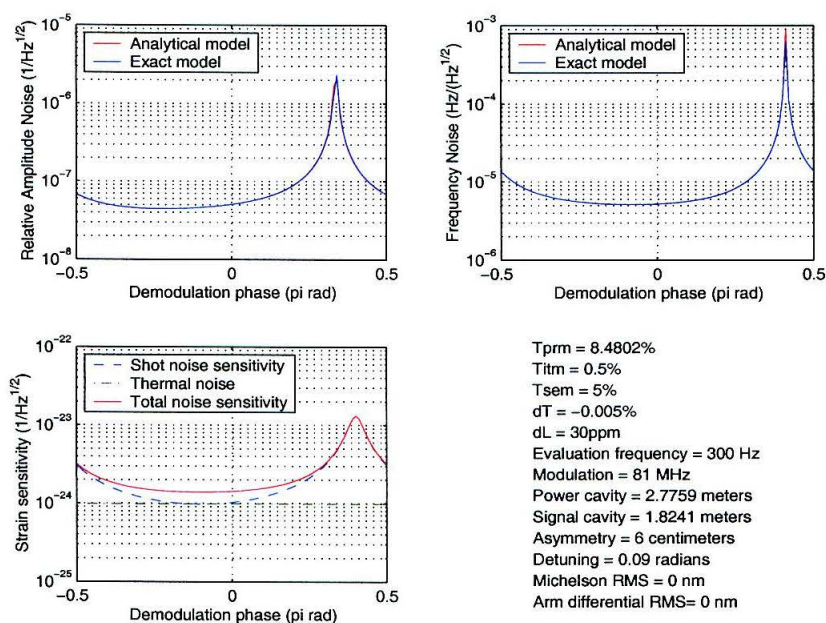 Relative Amplitude Noise (1/Hz^1/2)
10^-5
10^-6
10^-7
10^-8
Analytical model
Exact model
-0.5
0
0.5
Demodulation phase (pi rad)
Frequency Noise (Hz/(Hz^1/2)
10^-3
10^-4
10^-5
10^-6
Analytical model
Exact model
-0.5
0
0.5
Demodulation phase (pi rad)
Strain sensitivity (1/Hz^1/2)
10^-22
10^-23
10^-24
10^-25
Shot noise sensitivity
Thermal noise
Total noise sensitivity
-0.5
0
0.5
Demodulation phase (pi rad)
Tprm = 8.4802%
Titm = 0.5%
Tsem = 5%
dT = -0.005%
dL = 30ppm
Evaluation frequency = 300 Hz
Modulation = 81 MHz
Power cavity = 2.7759 meters
Signal cavity = 1.8241 meters
Asymmetry = 6 centimeters
Detuning = 0.09 radians
Michelson RMS = 0 nm
Arm differential RMS= 0 nm